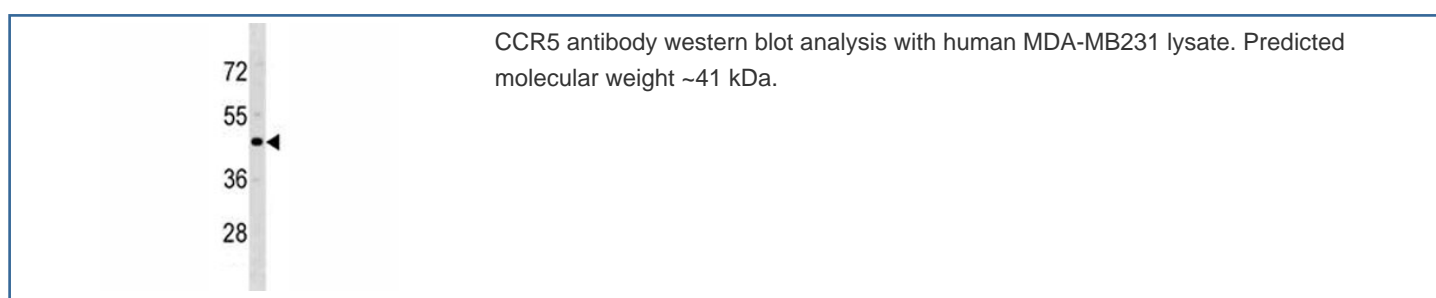 CCR5 antibody western blot analysis with human MDA-MB231 lysate. Predicted
molecular weight ~41 kDa.
72
55
36
28